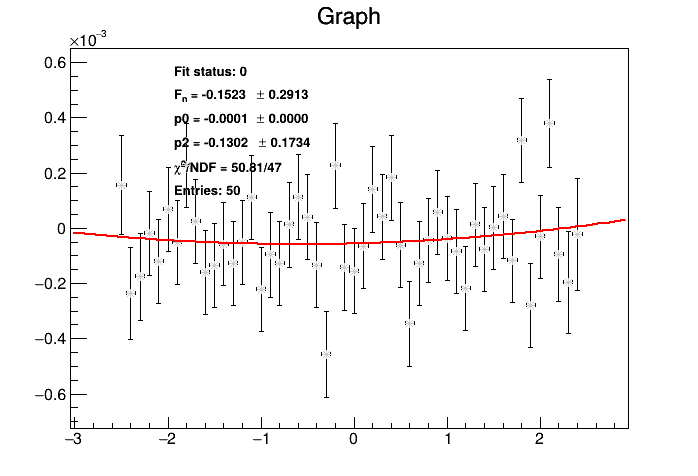 Graph
×10⁻³
Fit status: 0
Fn = -0.1523 ± 0.2913
p0 = -0.0001 ± 0.0000
p2 = -0.1302 ± 0.1734
χ²/NDF = 50.81/47
Entries: 50
0.6
0.4
0.2
0
−0.2
−0.4
−0.6
−3 −2 −1 0 1 2